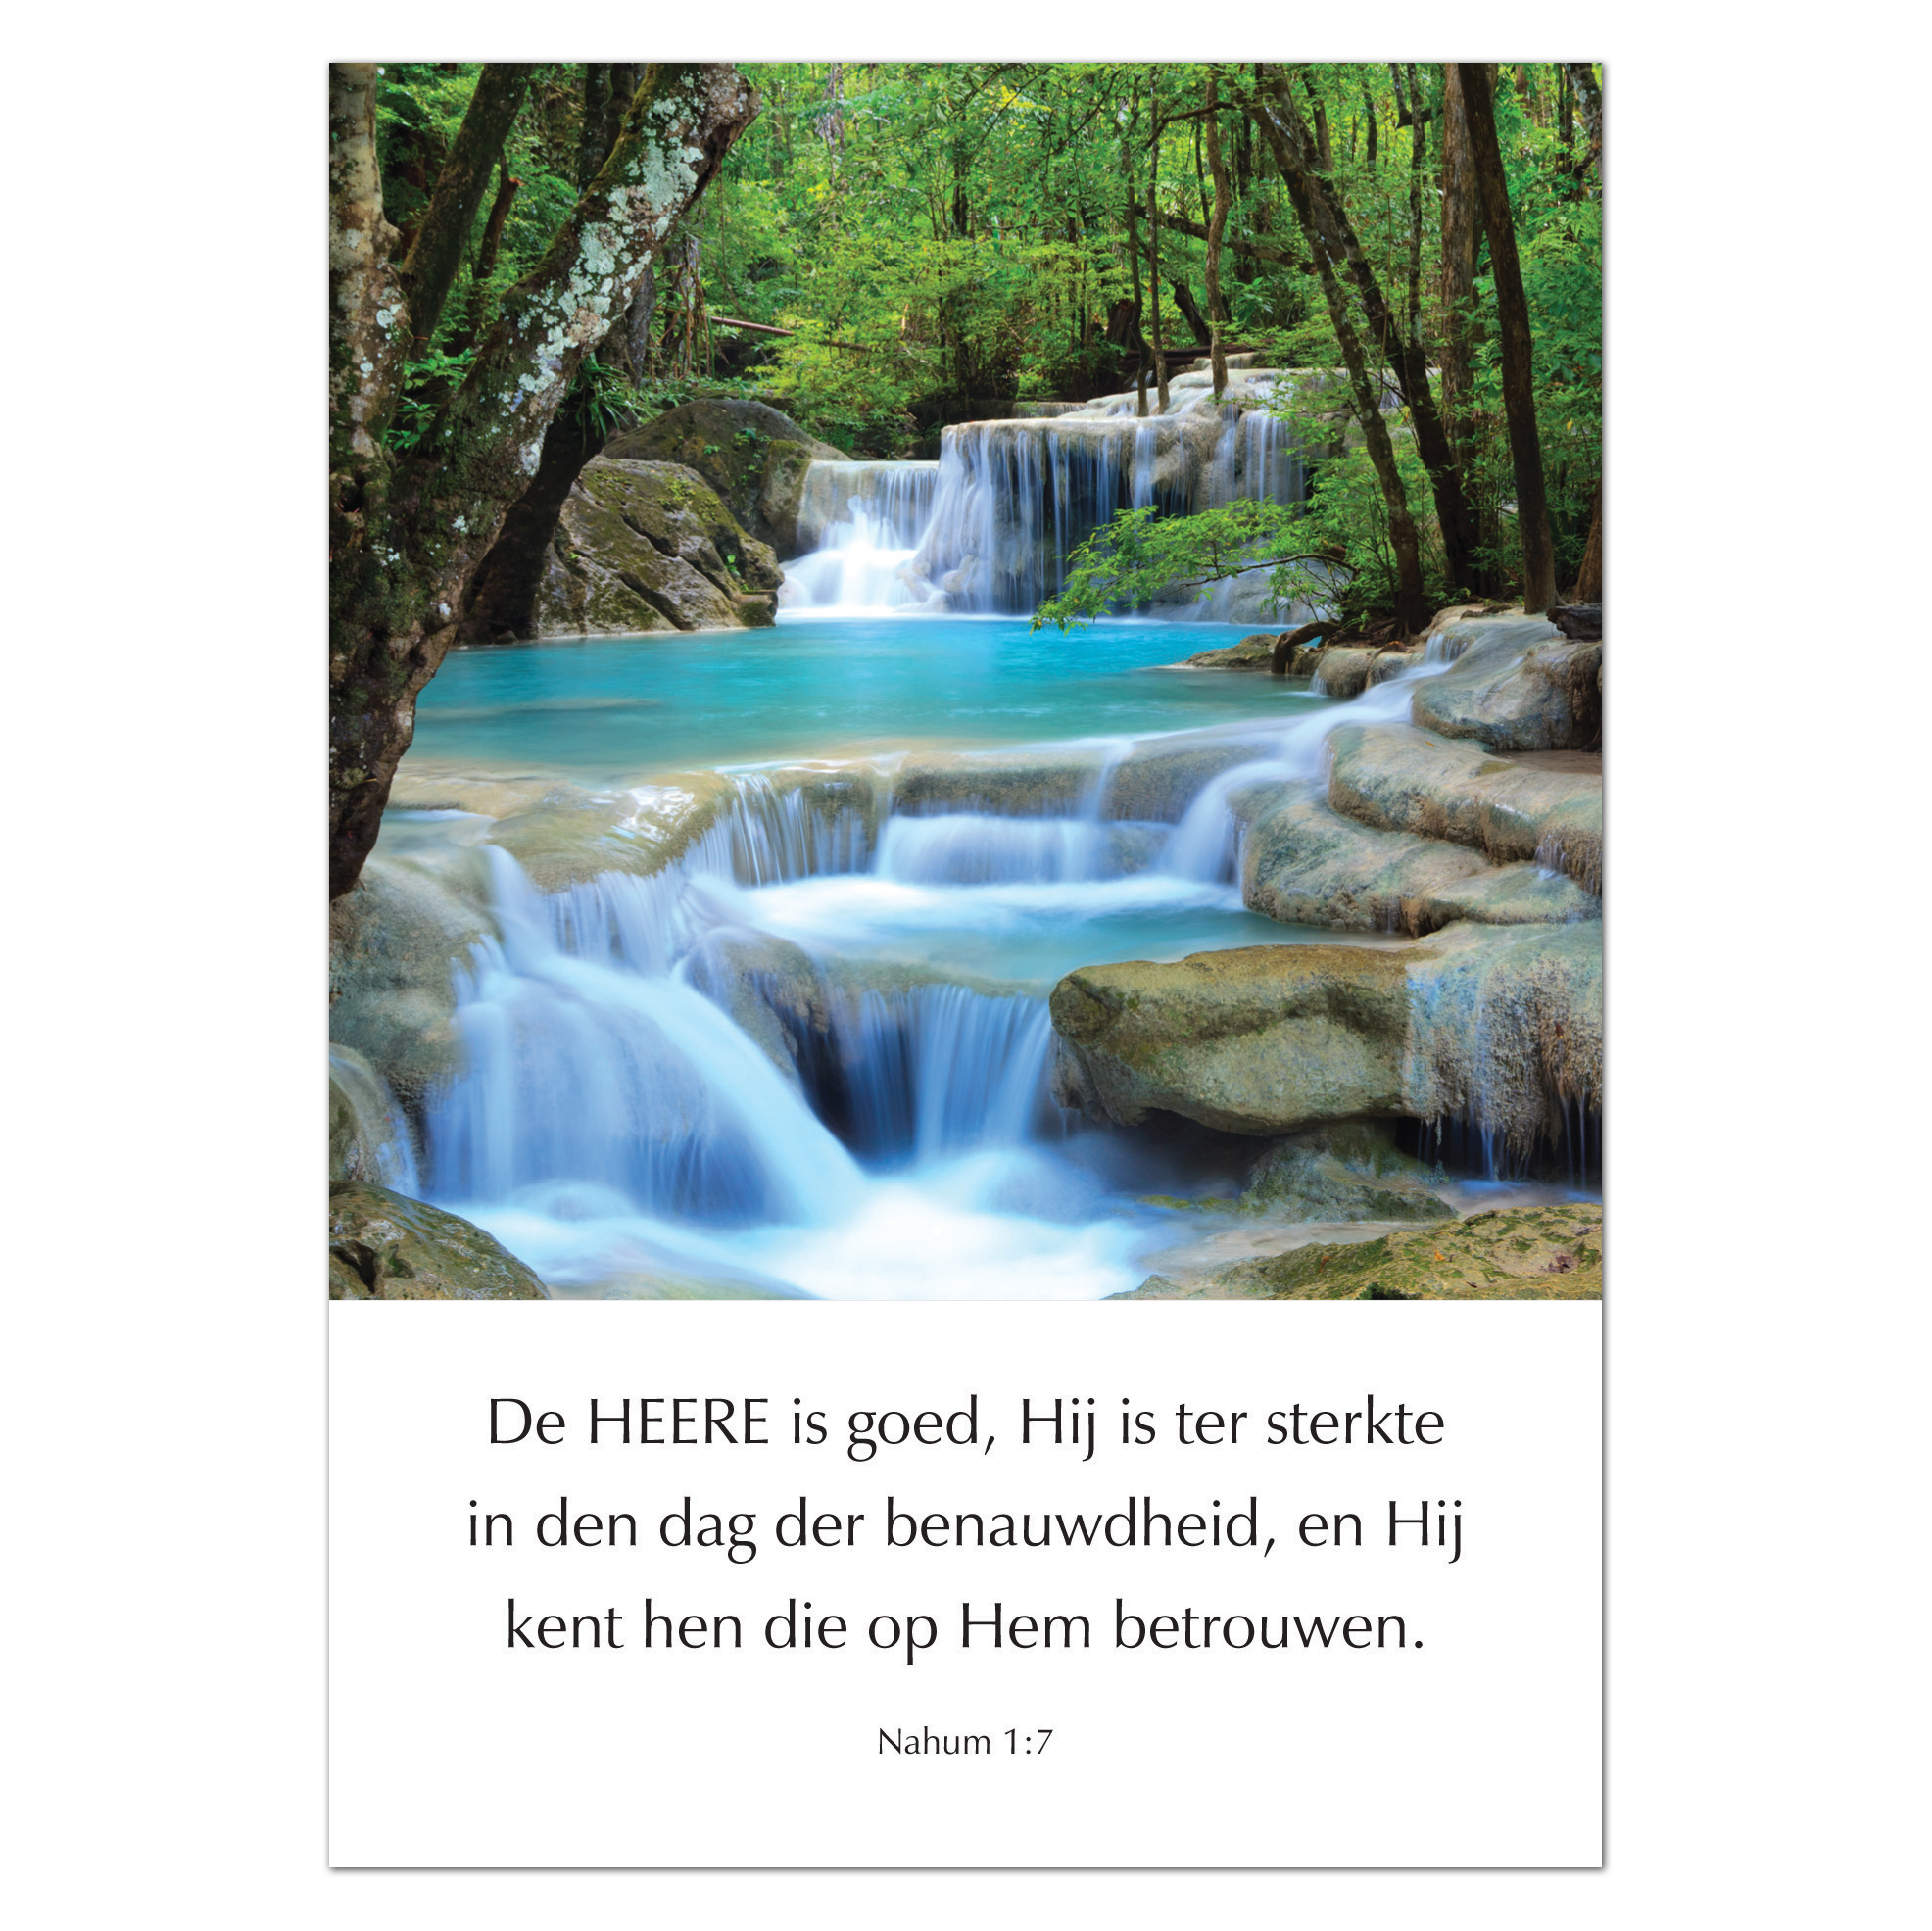 De HEERE is goed, Hij is ter sterkte
in den dag der benauwdheid, en Hij
kent hen die op Hem betrouwen.
Nahum 1:7